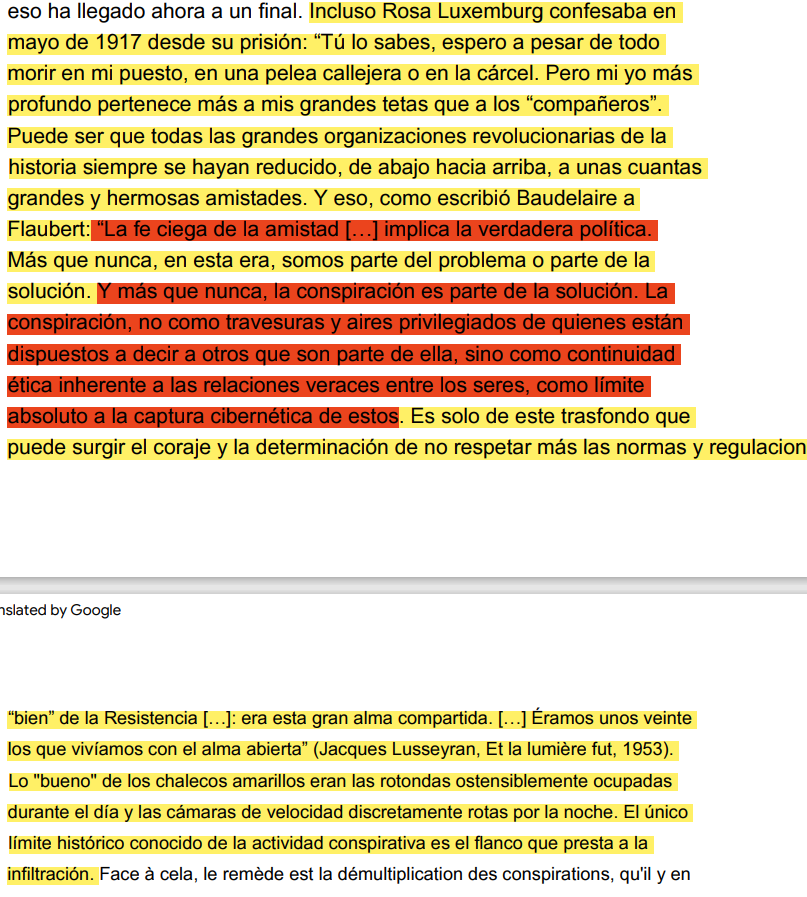 eso ha llegado ahora a un final. Incluso Rosa Luxemburg confesaba en
mayo de 1917 desde su prisión: “Tú lo sabes, espero a pesar de todo
morir en mi puesto, en una pelea callejera o en la cárcel. Pero mi yo más
profundo pertenece más a mis grandes tetas que a los “compañeros”.
Puede ser que todas las grandes organizaciones revolucionarias de la
historia siempre se hayan reducido, de abajo hacia arriba, a unas cuantas
grandes y hermosas amistades. Y eso, como escribió Baudelaire a
Flaubert: “La fe ciega de la amistad […] implica la verdadera política.
Más que nunca, en esta era, somos parte del problema o parte de la
solución. Y más que nunca, la conspiración es parte de la solución. La
conspiración, no como travesuras y aires privilegiados de quienes están
dispuestos a decir a otros que son parte de ella, sino como continuidad
ética inherente a las relaciones veraces entre los seres, como límite
absoluto a la captura cibernética de estos. Es solo de este trasfondo que
puede surgir el coraje y la determinación de no respetar más las normas y regulacion
nslated by Google
“bien” de la Resistencia […]: era esta gran alma compartida. […] Éramos unos veinte
los que vivíamos con el alma abierta” (Jacques Lusseyran, Et la lumière fut, 1953).
Lo "bueno" de los chalecos amarillos eran las rotondas ostensiblemente ocupadas
durante el día y las cámaras de velocidad discretamente rotas por la noche. El único
límite histórico conocido de la actividad conspirativa es el flanco que presta a la
infiltración. Face à cela, le remède est la démultiplication des conspirations, qu'il y en